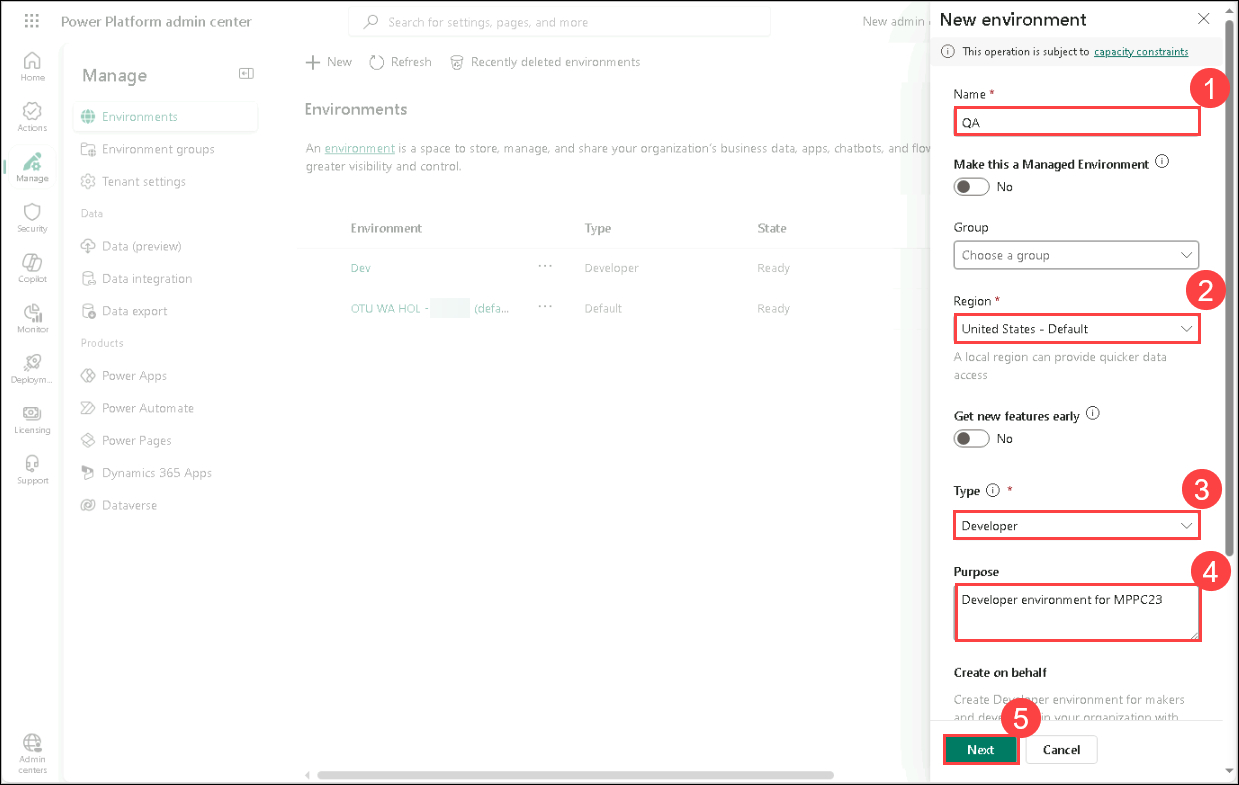 Power Platform admin center
Search for settings, pages, and more
New admin
Home
Actions
Manage
Security
Copilot
Monitor
Deploym...
Licensing
Support
Admin
centers
Manage
Environments
Environment groups
Tenant settings
Data
Data (preview)
Data integration
Data export
Products
Power Apps
Power Automate
Power Pages
Dynamics 365 Apps
Dataverse
New
Refresh
Recently deleted environments
Environments
An environment is a space to store, manage, and share your organization's business data, apps, chatbots, and flow
greater visibility and control.
Environment Type State
Dev ... Developer Ready
OTU WA HOL - (defa... ... Default Ready
New environment
This operation is subject to capacity constraints
1
Name *
QA
Make this a Managed Environment
No
Group
Choose a group
2
Region *
United States - Default
A local region can provide quicker data
access
Get new features early
No
3
Type *
Developer
4
Purpose
Developer environment for MPPC23
Create on behalf
Create Developer environment for makers
in your organization with
5
Next Cancel